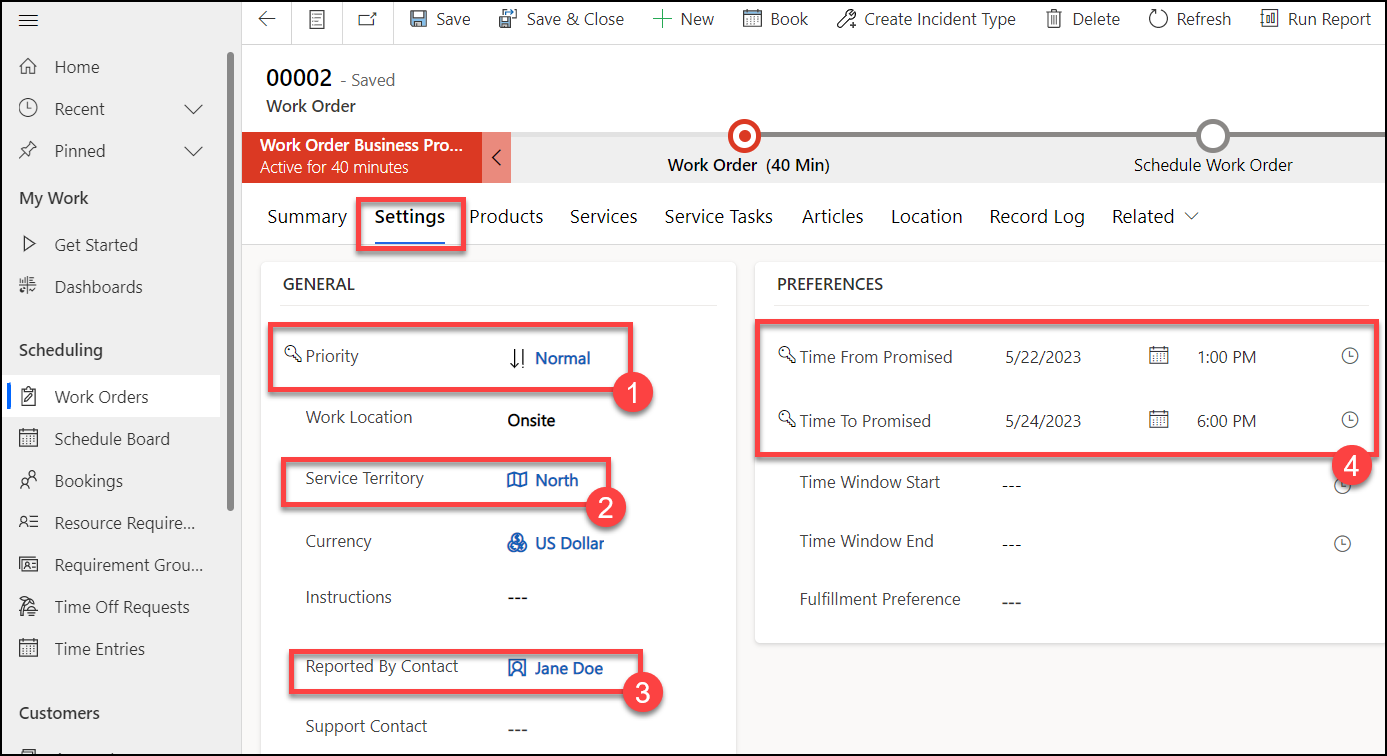 Save
Save & Close
New
Book
Create Incident Type
Delete
Refresh
Run Report
Home
Recent
Pinned
My Work
Get Started
Dashboards
Scheduling
Work Orders
Schedule Board
Bookings
Resource Require...
Requirement Grou...
Time Off Requests
Time Entries
Customers
00002 - Saved
Work Order
Work Order Business Pro...
Active for 40 minutes
Work Order (40 Min)
Schedule Work Order
Summary Settings Products Services Service Tasks Articles Location Record Log Related
GENERAL
Priority Normal
1
Work Location Onsite
Service Territory North
2
Currency US Dollar
Instructions ---
Reported By Contact Jane Doe
3
Support Contact ---
PREFERENCES
Time From Promised 5/22/2023 1:00 PM
Time To Promised 5/24/2023 6:00 PM
4
Time Window Start ---
Time Window End ---
Fulfillment Preference ---